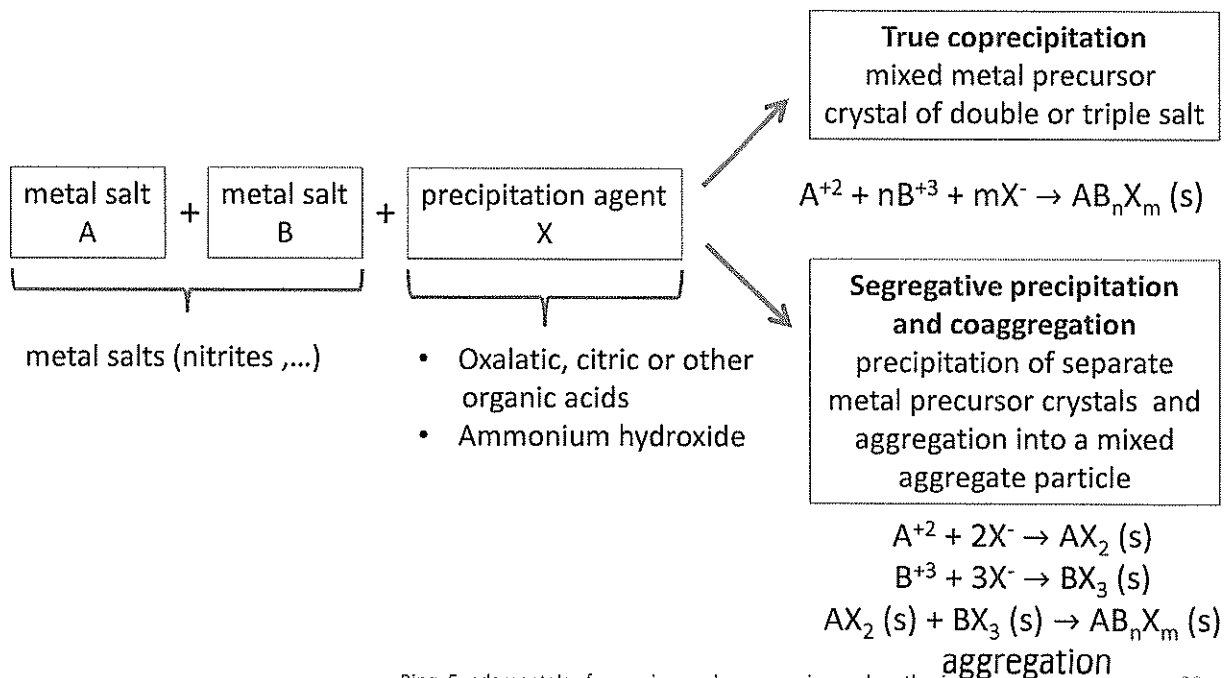 True coprecipitation
mixed metal precursor
crystal of double or triple salt
metal salt
A
+
metal salt
B
+
precipitation agent
X
A⁺² + nB⁺³ + mX⁻ → ABₙXₘ (s)
metal salts (nitrites ,...)
• Oxalatic, citric or other
organic acids
• Ammonium hydroxide
Segregative precipitation
and coaggregation
precipitation of separate
metal precursor crystals and
aggregation into a mixed
aggregate particle
A⁺² + 2X⁻ → AX₂ (s)
B⁺³ + 3X⁻ → BX₃ (s)
AX₂ (s) + BX₃ (s) → ABₙXₘ (s)
aggregation